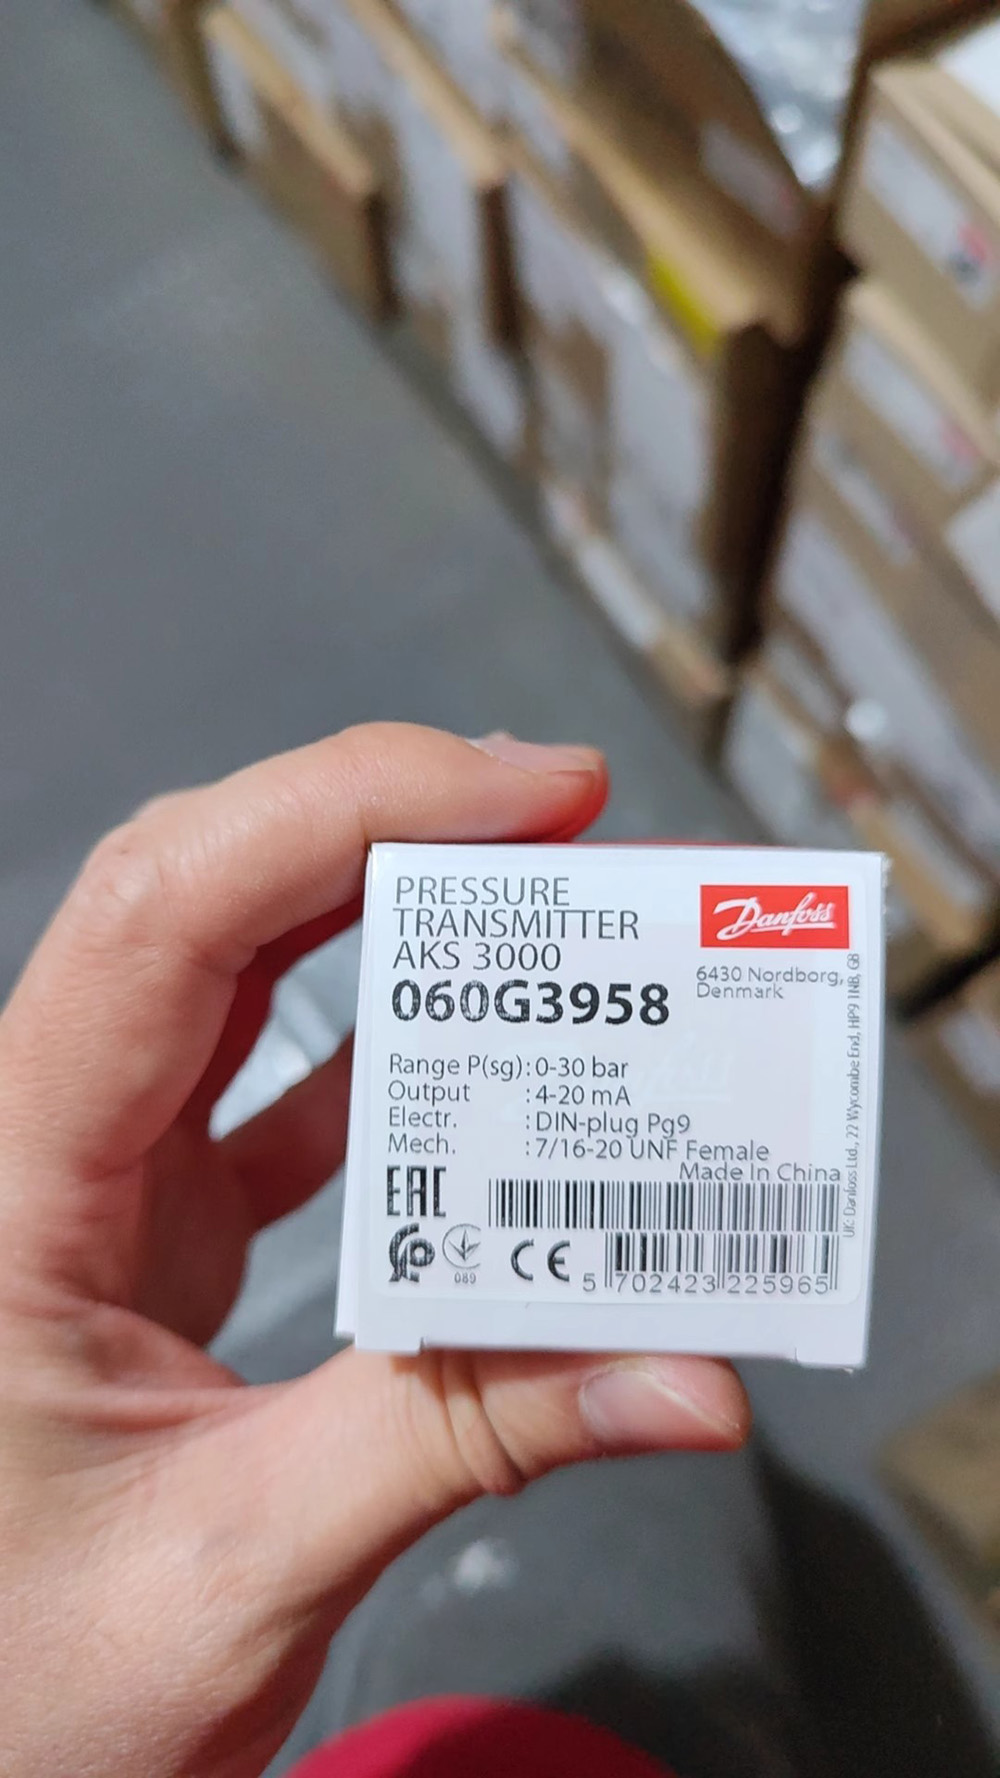 PRESSURE
TRANSMITTER
AKS 3000
060G3958
Danfoss
6430 Nordborg,
Denmark
Range P(sg): 0-30 bar
Output : 4-20 mA
Electr. : DIN-plug Pg9
Mech. : 7/16-20 UNF Female
Made In China
EAC
089
CE
5 702423 225965
UK: Danfoss Ltd., 22 Wycombe End, HP9 1NB, GB